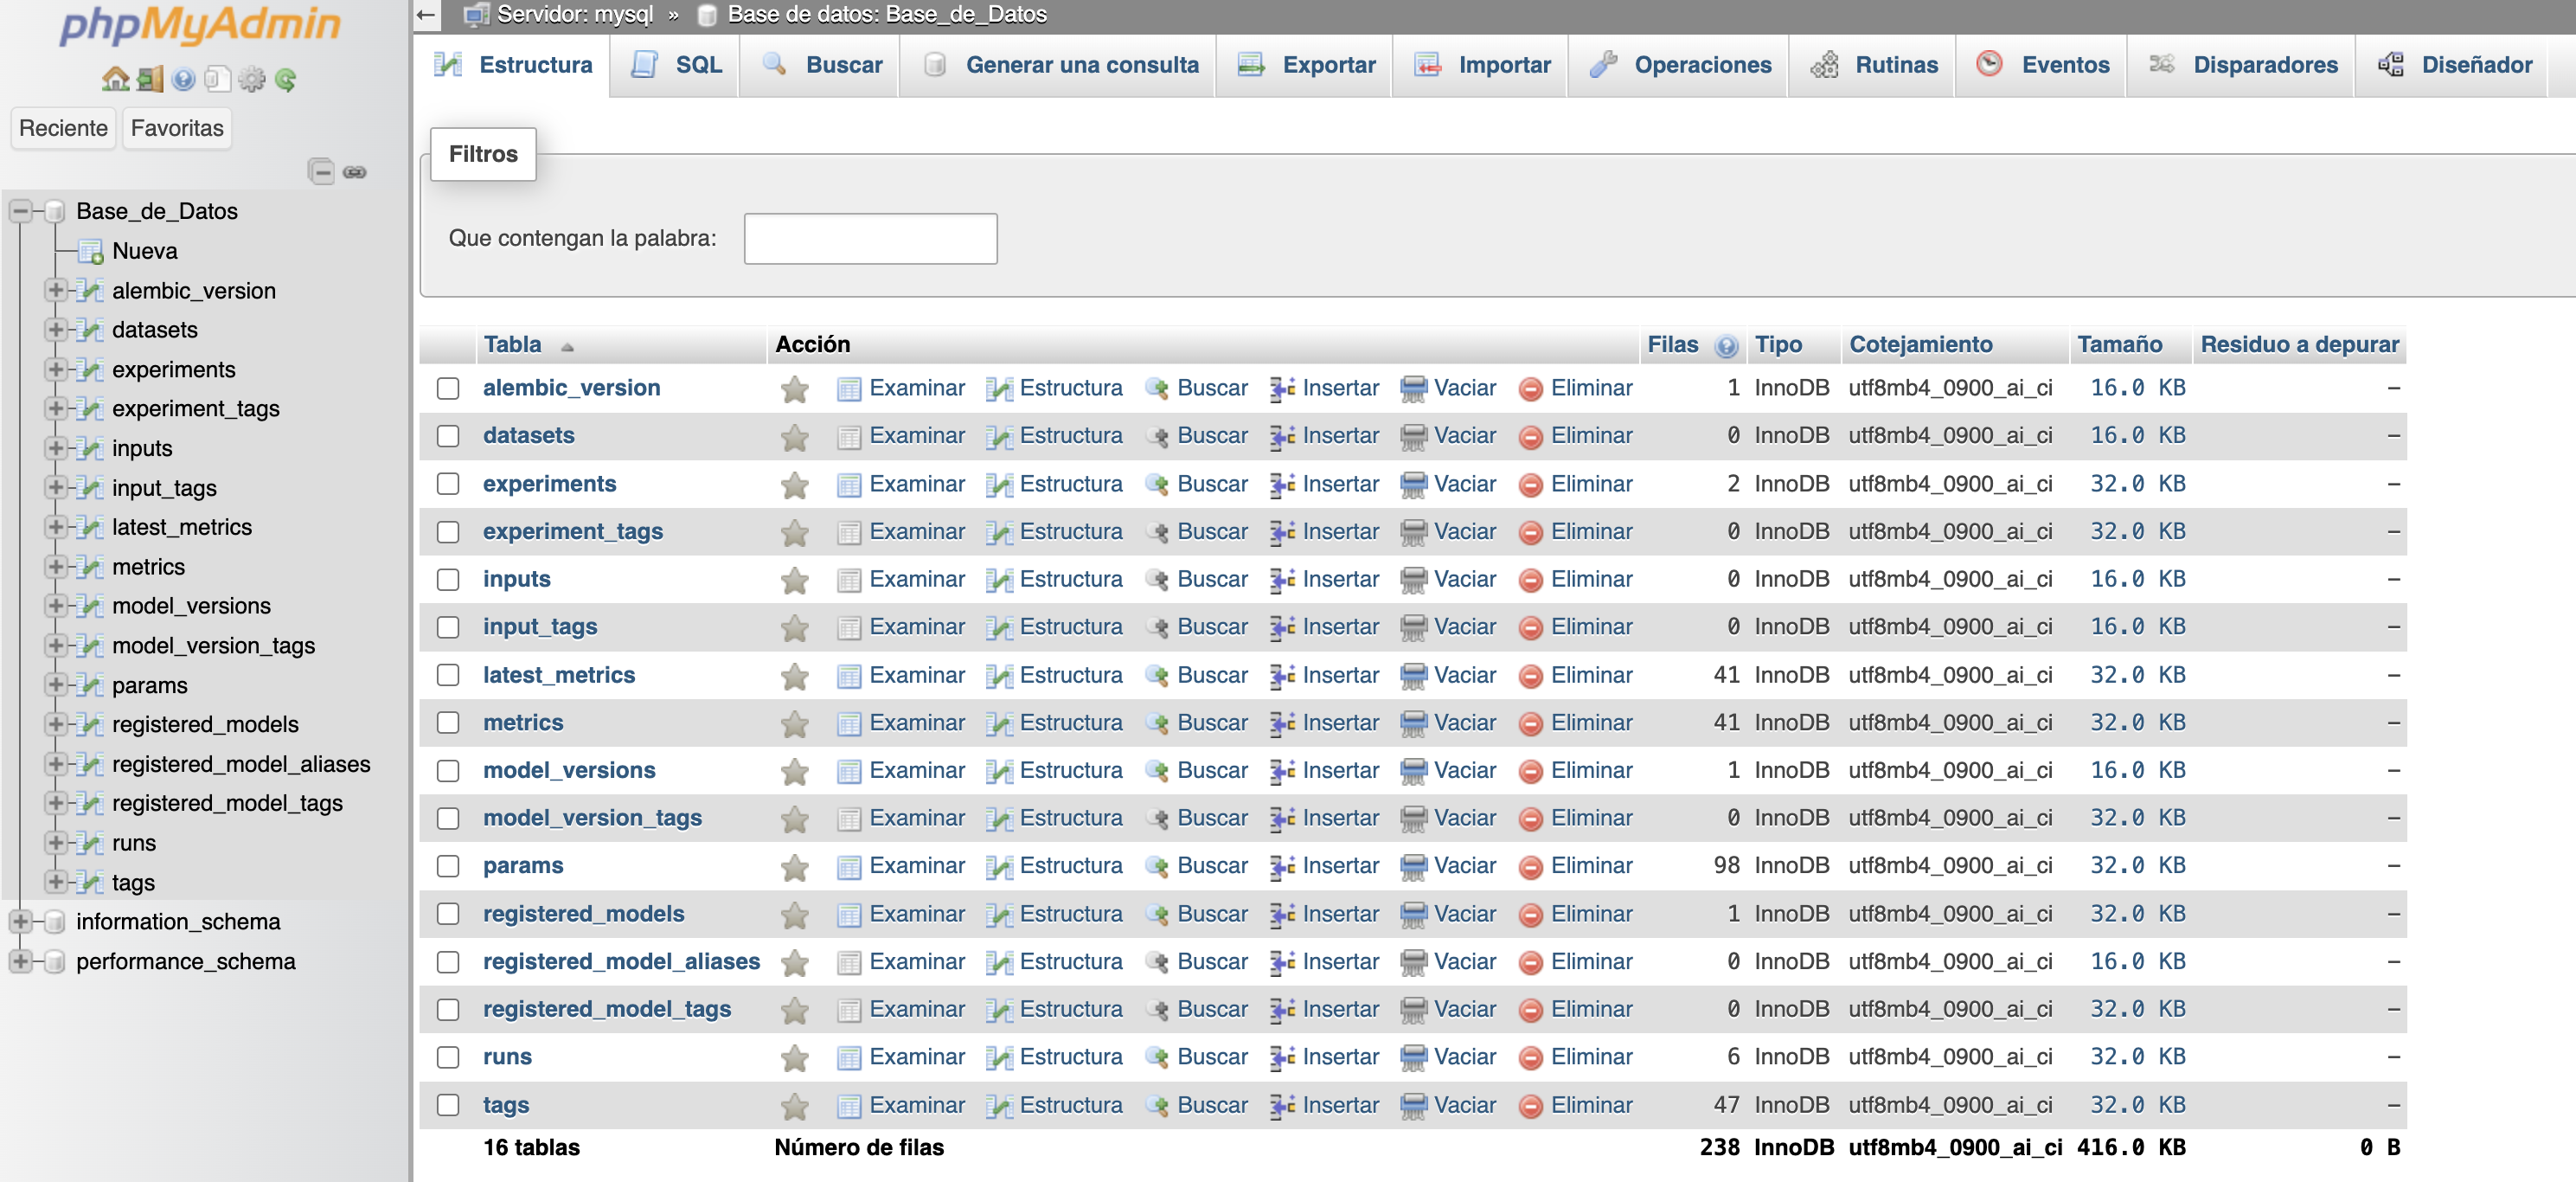 phpMyAdmin
Reciente Favoritas
Base_de_Datos
Nueva
alembic_version
datasets
experiments
experiment_tags
inputs
input_tags
latest_metrics
metrics
model_versions
model_version_tags
params
registered_models
registered_model_aliases
registered_model_tags
runs
tags
information_schema
performance_schema
Servidor: mysql » Base de datos: Base_de_Datos
Estructura SQL Buscar Generar una consulta Exportar Importar Operaciones Rutinas Eventos Disparadores Diseñador
Filtros
Que contengan la palabra:
Tabla Acción Filas Tipo Cotejamiento Tamaño Residuo a depurar
alembic_version Examinar Estructura Buscar Insertar Vaciar Eliminar 1 InnoDB utf8mb4_0900_ai_ci 16.0 KB –
datasets Examinar Estructura Buscar Insertar Vaciar Eliminar 0 InnoDB utf8mb4_0900_ai_ci 16.0 KB –
experiments Examinar Estructura Buscar Insertar Vaciar Eliminar 2 InnoDB utf8mb4_0900_ai_ci 32.0 KB –
experiment_tags Examinar Estructura Buscar Insertar Vaciar Eliminar 0 InnoDB utf8mb4_0900_ai_ci 32.0 KB –
inputs Examinar Estructura Buscar Insertar Vaciar Eliminar 0 InnoDB utf8mb4_0900_ai_ci 16.0 KB –
input_tags Examinar Estructura Buscar Insertar Vaciar Eliminar 0 InnoDB utf8mb4_0900_ai_ci 16.0 KB –
latest_metrics Examinar Estructura Buscar Insertar Vaciar Eliminar 41 InnoDB utf8mb4_0900_ai_ci 32.0 KB –
metrics Examinar Estructura Buscar Insertar Vaciar Eliminar 41 InnoDB utf8mb4_0900_ai_ci 32.0 KB –
model_versions Examinar Estructura Buscar Insertar Vaciar Eliminar 1 InnoDB utf8mb4_0900_ai_ci 16.0 KB –
model_version_tags Examinar Estructura Buscar Insertar Vaciar Eliminar 0 InnoDB utf8mb4_0900_ai_ci 32.0 KB –
params Examinar Estructura Buscar Insertar Vaciar Eliminar 98 InnoDB utf8mb4_0900_ai_ci 32.0 KB –
registered_models Examinar Estructura Buscar Insertar Vaciar Eliminar 1 InnoDB utf8mb4_0900_ai_ci 32.0 KB –
registered_model_aliases Examinar Estructura Buscar Insertar Vaciar Eliminar 0 InnoDB utf8mb4_0900_ai_ci 16.0 KB –
registered_model_tags Examinar Estructura Buscar Insertar Vaciar Eliminar 0 InnoDB utf8mb4_0900_ai_ci 32.0 KB –
runs Examinar Estructura Buscar Insertar Vaciar Eliminar 6 InnoDB utf8mb4_0900_ai_ci 32.0 KB –
tags Examinar Estructura Buscar Insertar Vaciar Eliminar 47 InnoDB utf8mb4_0900_ai_ci 32.0 KB –
16 tablas Número de filas 238 InnoDB utf8mb4_0900_ai_ci 416.0 KB 0 B